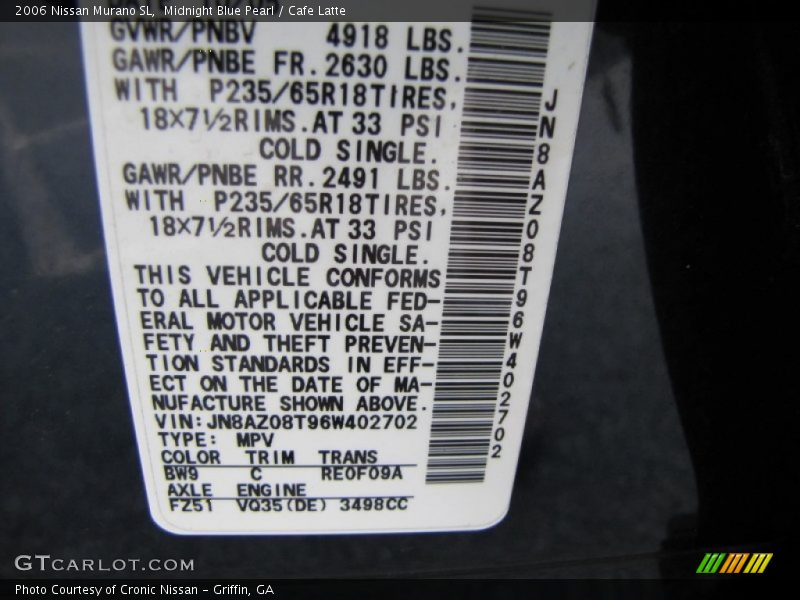 2006 Nissan Murano SL,  Midnight Blue Pearl / Cafe Latte
GVWR/PNBV 4918 LBS.
GAWR/PNBE FR.2630 LBS.
WITH P235/65R18TIRES,
18X7½RIMS.AT 33 PSI
COLD SINGLE.
GAWR/PNBE RR.2491 LBS.
WITH P235/65R18TIRES,
18X7½RIMS.AT 33 PSI
COLD SINGLE.
THIS VEHICLE CONFORMS
TO ALL APPLICABLE FED-
ERAL MOTOR VEHICLE SA-
FETY AND THEFT PREVEN-
TION STANDARDS IN EFF-
ECT ON THE DATE OF MA-
NUFACTURE SHOWN ABOVE.
VIN:JN8AZ08T96W402702
TYPE: MPV
COLOR TRIM TRANS
BW9 C RE0F09A
AXLE ENGINE
FZ51 VQ35(DE) 3498CC
JN8AZ08T96W402702
GTCARLOT.COM
Photo Courtesy of Cronic Nissan - Griffin, GA